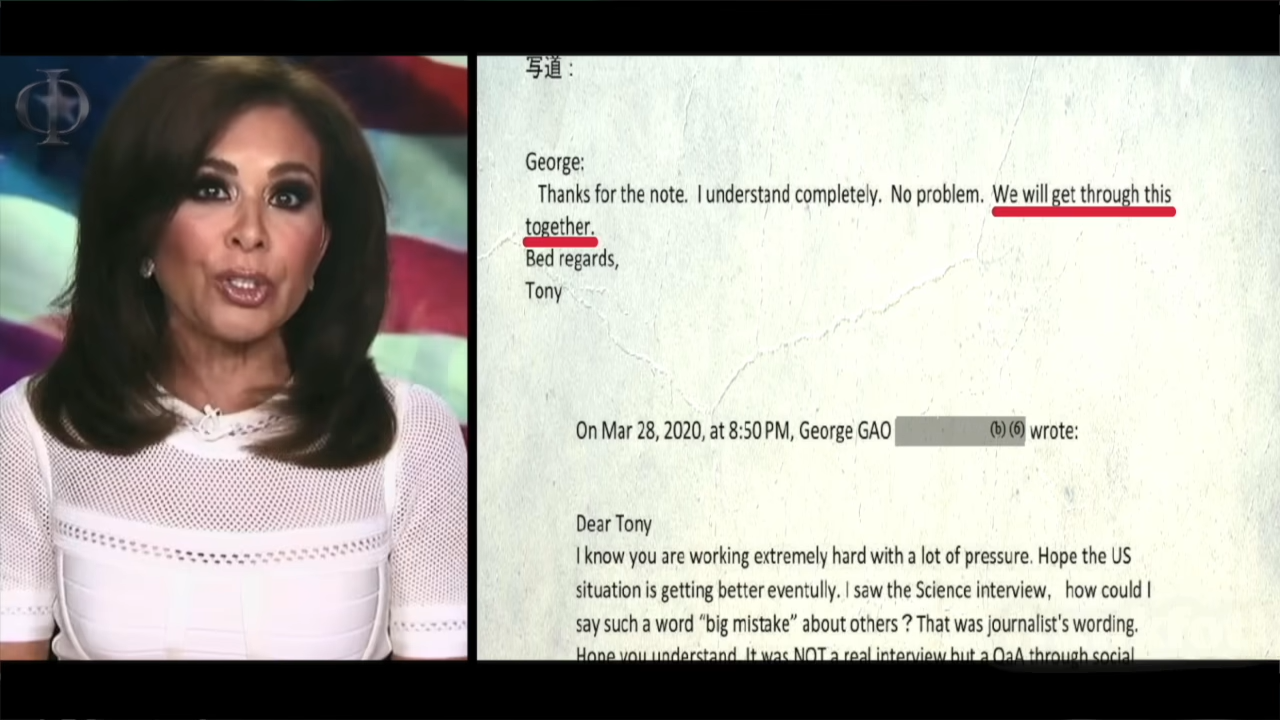 写道：
George:
Thanks for the note. I understand completely. No problem. We will get through this
together.
Bed regards,
Tony
On Mar 28, 2020, at 8:50 PM, George GAO (b) (6) wrote:
Dear Tony
I know you are working extremely hard with a lot of pressure. Hope the US
situation is getting better eventully. I saw the Science interview, how could I
say such a word "big mistake" about others ? That was journalist's wording.
Hope you understand. It was NOT a real interview but a QaA through social